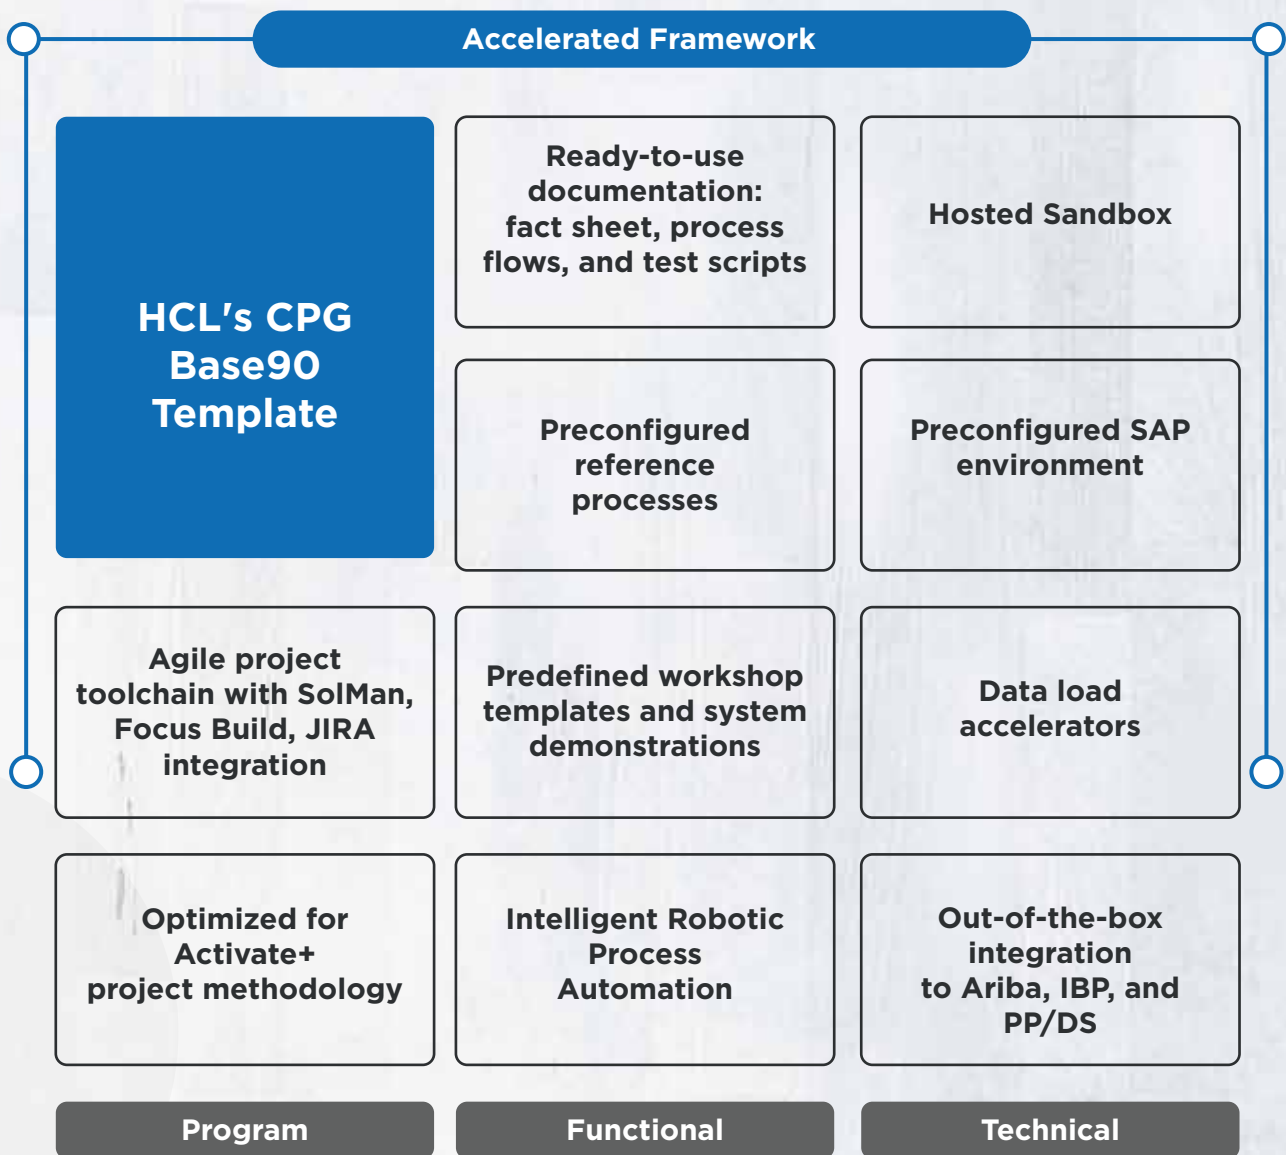 Accelerated Framework
HCL's CPG
Base90
Template
Ready-to-use
documentation:
fact sheet, process
flows, and test scripts
Hosted Sandbox
Preconfigured
reference
processes
Preconfigured SAP
environment
Agile project
toolchain with SolMan,
Focus Build, JIRA
integration
Predefined workshop
templates and system
demonstrations
Data load
accelerators
Optimized for
Activate+
project methodology
Intelligent Robotic
Process
Automation
Out-of-the-box
integration
to Ariba, IBP, and
PP/DS
Program
Functional
Technical